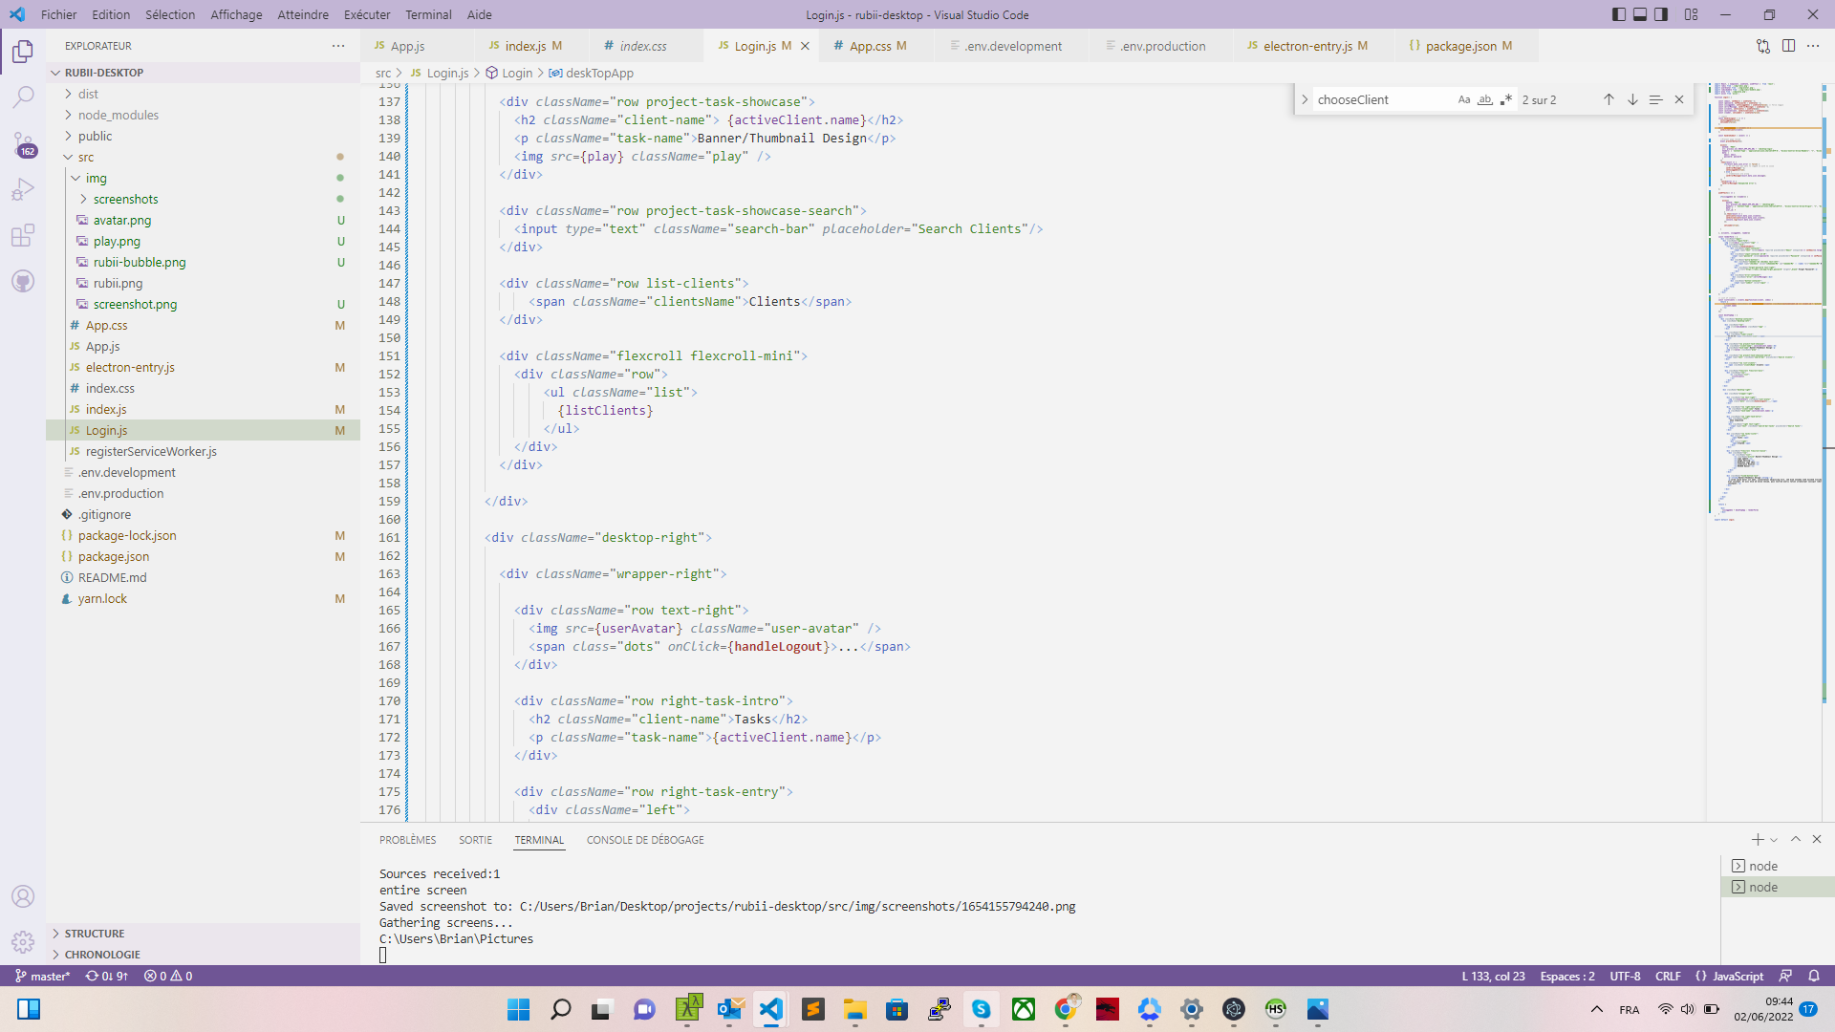 Fichier Edition Sélection Affichage Atteindre Exécuter Terminal Aide
Login.js - rubii-desktop - Visual Studio Code
EXPLORATEUR
JS App.js
JS index.js M
# index.css
JS Login.js M
# App.css M
.env.development
.env.production
JS electron-entry.js M
{} package.json M
src > JS Login.js > Login > deskTopApp
chooseClient
Aa ab
2 sur 2
RUBII-DESKTOP
dist
node_modules
public
src
img
screenshots
avatar.png U
play.png U
rubii-bubble.png U
rubii.png
screenshot.png U
# App.css M
JS App.js
JS electron-entry.js M
# index.css
JS index.js M
JS Login.js M
JS registerServiceWorker.js
.env.development
.env.production
.gitignore
{} package-lock.json M
{} package.json M
README.md
yarn.lock M
STRUCTURE
CHRONOLOGIE
162
136
137 <div className="row project-task-showcase">
138 <h2 className="client-name"> {activeClient.name}</h2>
139 <p className="task-name">Banner/Thumbnail Design</p>
140 <img src={play} className="play" />
141 </div>
142
143 <div className="row project-task-showcase-search">
144 <input type="text" className="search-bar" placeholder="Search Clients"/>
145 </div>
146
147 <div className="row list-clients">
148 <span className="clientsName">Clients</span>
149 </div>
150
151 <div className="flexcroll flexcroll-mini">
152 <div className="row">
153 <ul className="list">
154 {listClients}
155 </ul>
156 </div>
157 </div>
158
159 </div>
160
161 <div className="desktop-right">
162
163 <div className="wrapper-right">
164
165 <div className="row text-right">
166 <img src={userAvatar} className="user-avatar" />
167 <span class="dots" onClick={handleLogout}>...</span>
168 </div>
169
170 <div className="row right-task-intro">
171 <h2 className="client-name">Tasks</h2>
172 <p className="task-name">{activeClient.name}</p>
173 </div>
174
175 <div className="row right-task-entry">
176 <div className="left">
PROBLÈMES SORTIE TERMINAL CONSOLE DE DÉBOGAGE
Sources received:1
entire screen
Saved screenshot to: C:/Users/Brian/Desktop/projects/rubii-desktop/src/img/screenshots/1654155794240.png
Gathering screens...
C:\Users\Brian\Pictures
node
node
master* 0↓ 9↑ 0 0
L 133, col 23 Espaces : 2 UTF-8 CRLF {} JavaScript
HS
FRA
09:44
02/06/2022
17